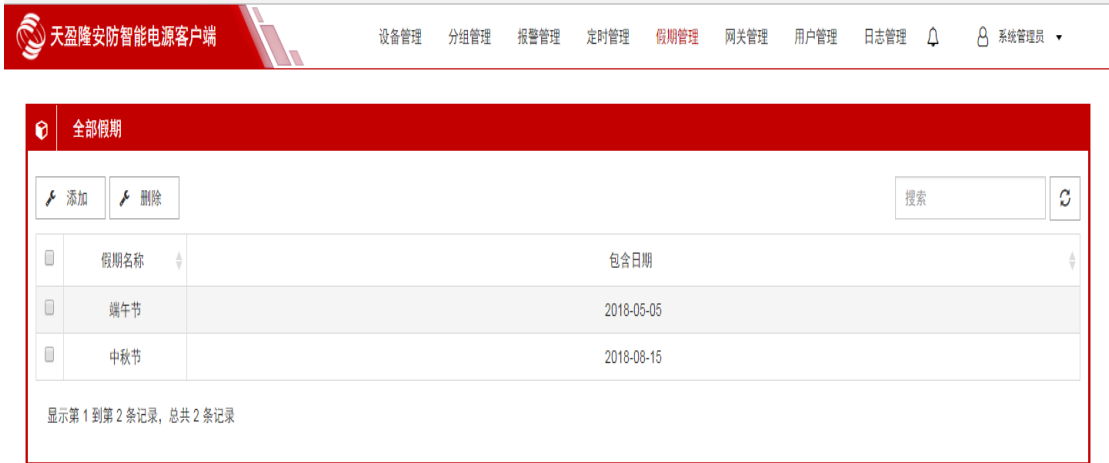 天盈隆安防智能电源客户端
设备管理 分组管理 报警管理 定时管理 假期管理 网关管理 用户管理 日志管理 系统管理员
全部假期
添加 删除 搜索
假期名称 包含日期
端午节 2018-05-05
中秋节 2018-08-15
显示第 1 到第 2 条记录，总共 2 条记录